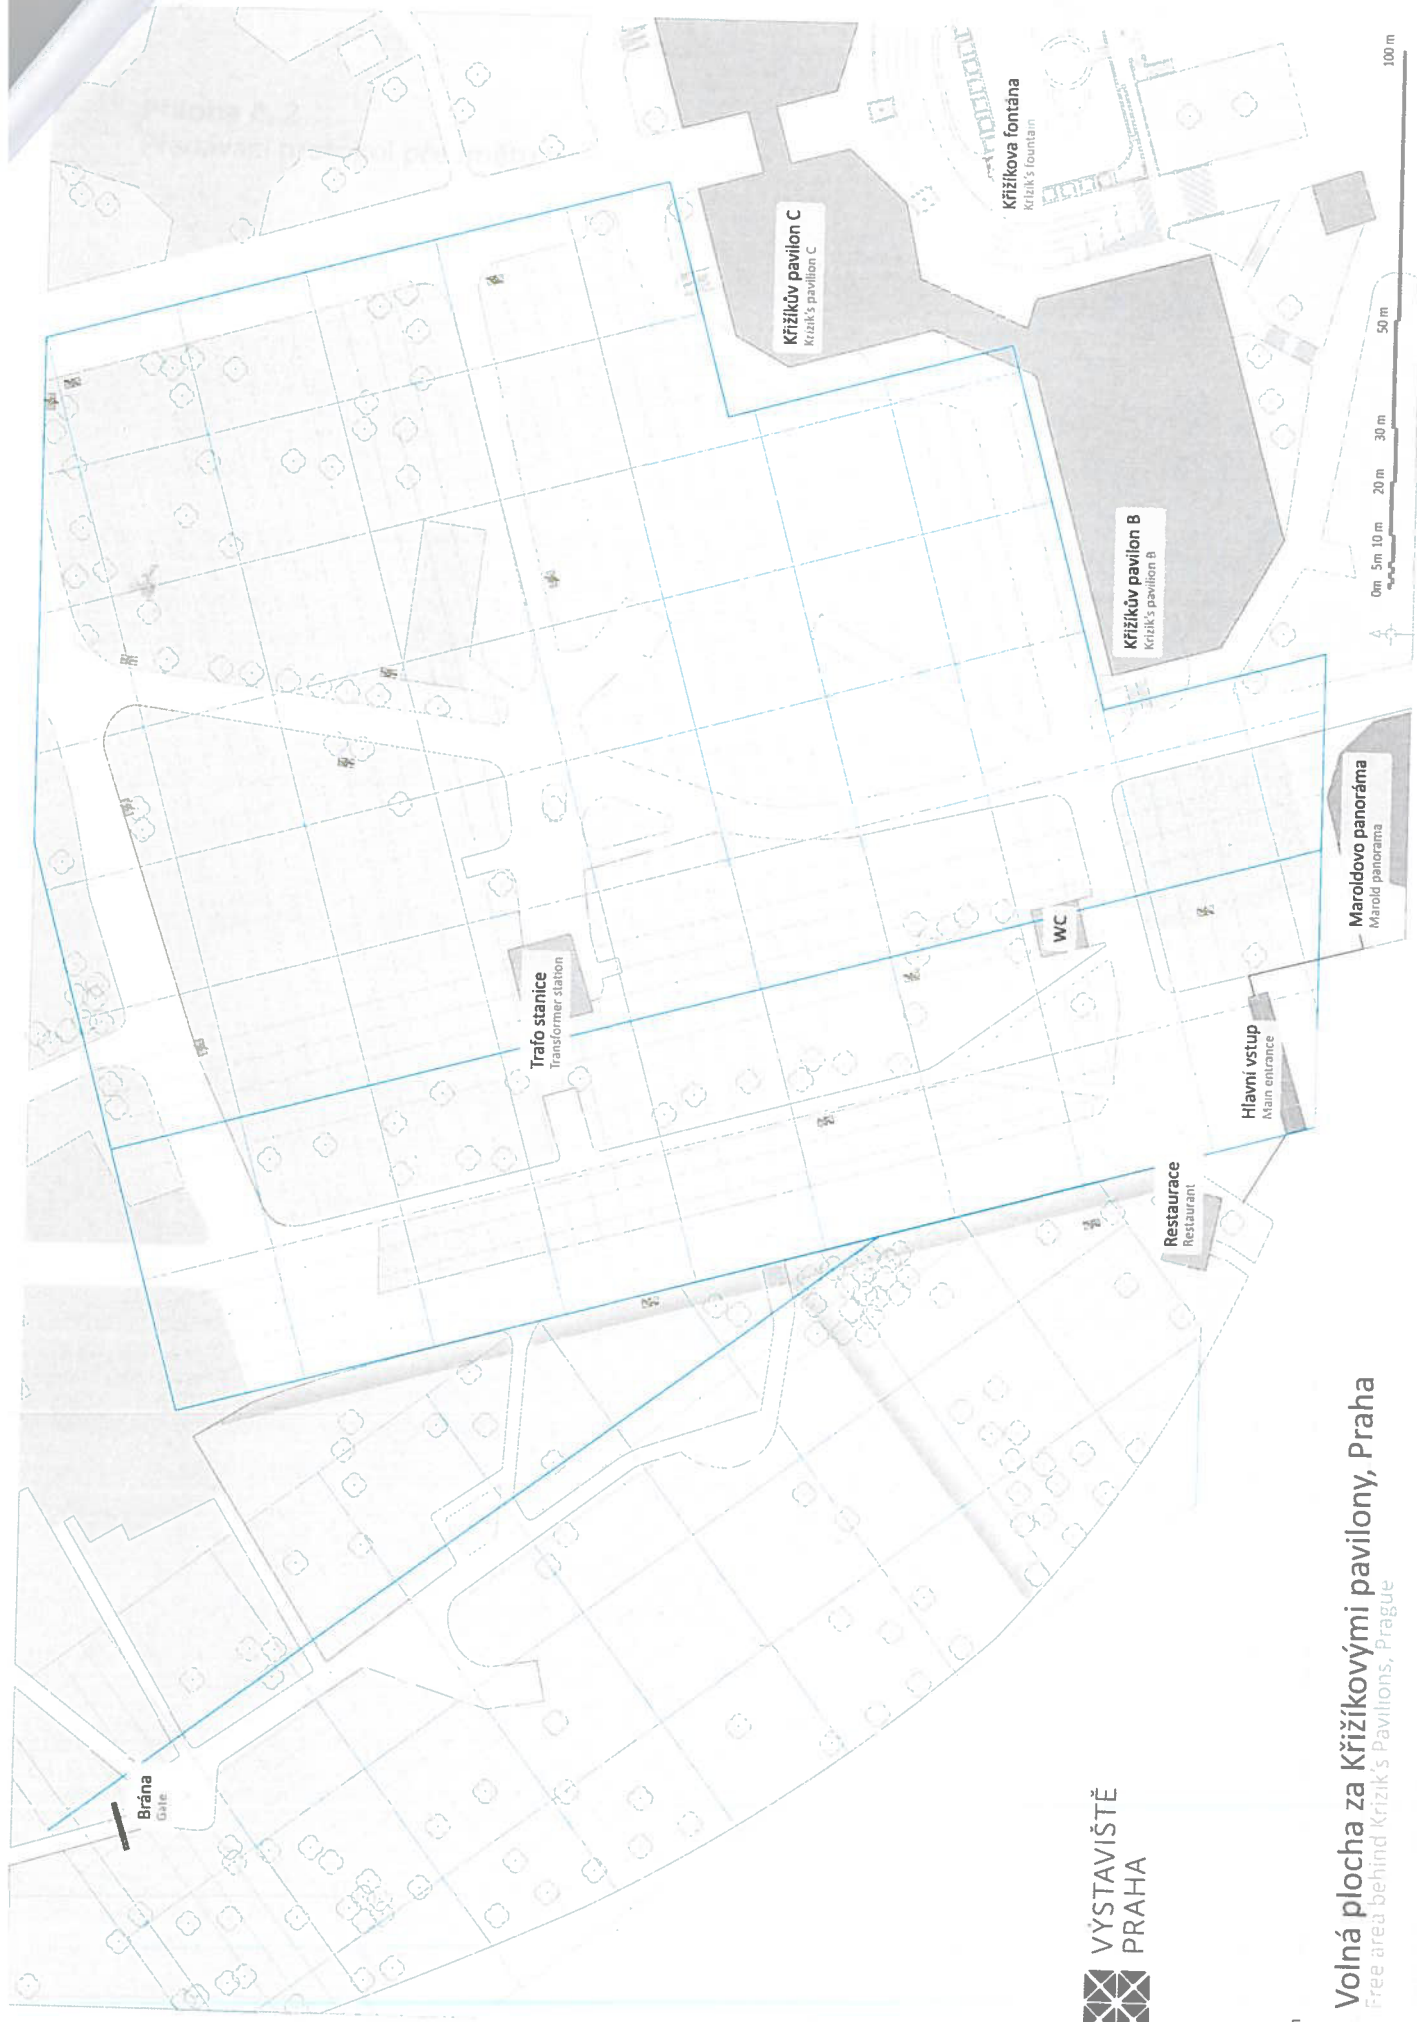 Křižíkova fontána
Krizik's fountain
Křižíkův pavilon C
Krizik's pavilion C
Křižíkův pavilon B
Krizik's pavilion B
Trafo stanice
Transformer station
WC
Maroldovo panoráma
Marold panorama
Hlavní vstup
Main entrance
Restaurace
Restaurant
Brána
Gate
0m 5m 10 m 20 m 30 m 50 m 100 m
VÝSTAVIŠTĚ
PRAHA
Volná plocha za Křižíkovými pavilony, Praha
Free area behind Krizik's Pavilions, Prague